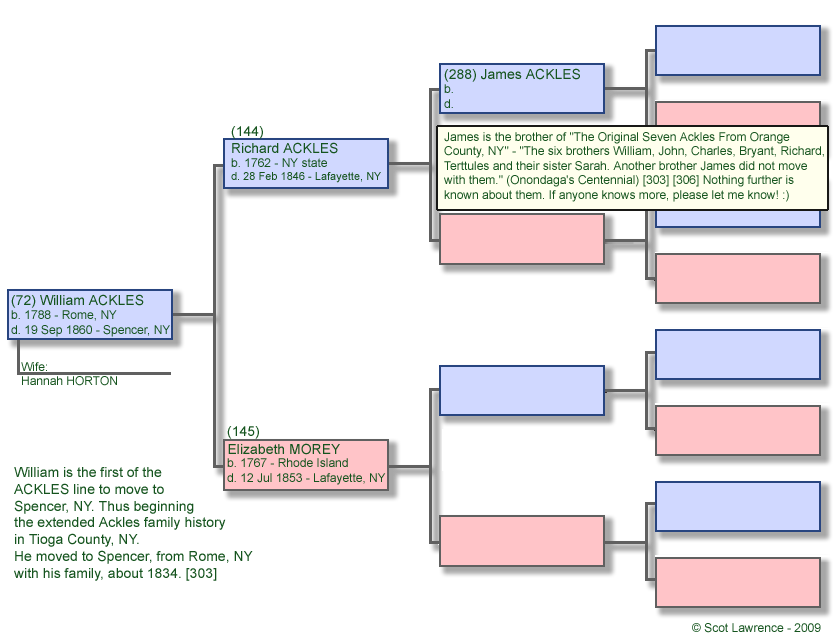 (288) James ACKLES
b.
d.
James is the brother of "The Original Seven Ackles From Orange
County, NY" - "The six brothers William, John, Charles, Bryant, Richard,
Terttules and their sister Sarah. Another brother James did not move
with them." (Onondaga's Centennial) [303] [306] Nothing further is
known about them. If anyone knows more, please let me know! :)
(144)
Richard ACKLES
b. 1762 - NY state
d. 28 Feb 1846 - Lafayette, NY
(72) William ACKLES
b. 1788 - Rome, NY
d. 19 Sep 1860 - Spencer, NY
Wife:
Hannah HORTON
(145)
Elizabeth MOREY
b. 1767 - Rhode Island
d. 12 Jul 1853 - Lafayette, NY
William is the first of the
ACKLES line to move to
Spencer, NY. Thus beginning
the extended Ackles family history
in Tioga County, NY.
He moved to Spencer, from Rome, NY
with his family, about 1834. [303]
© Scot Lawrence - 2009